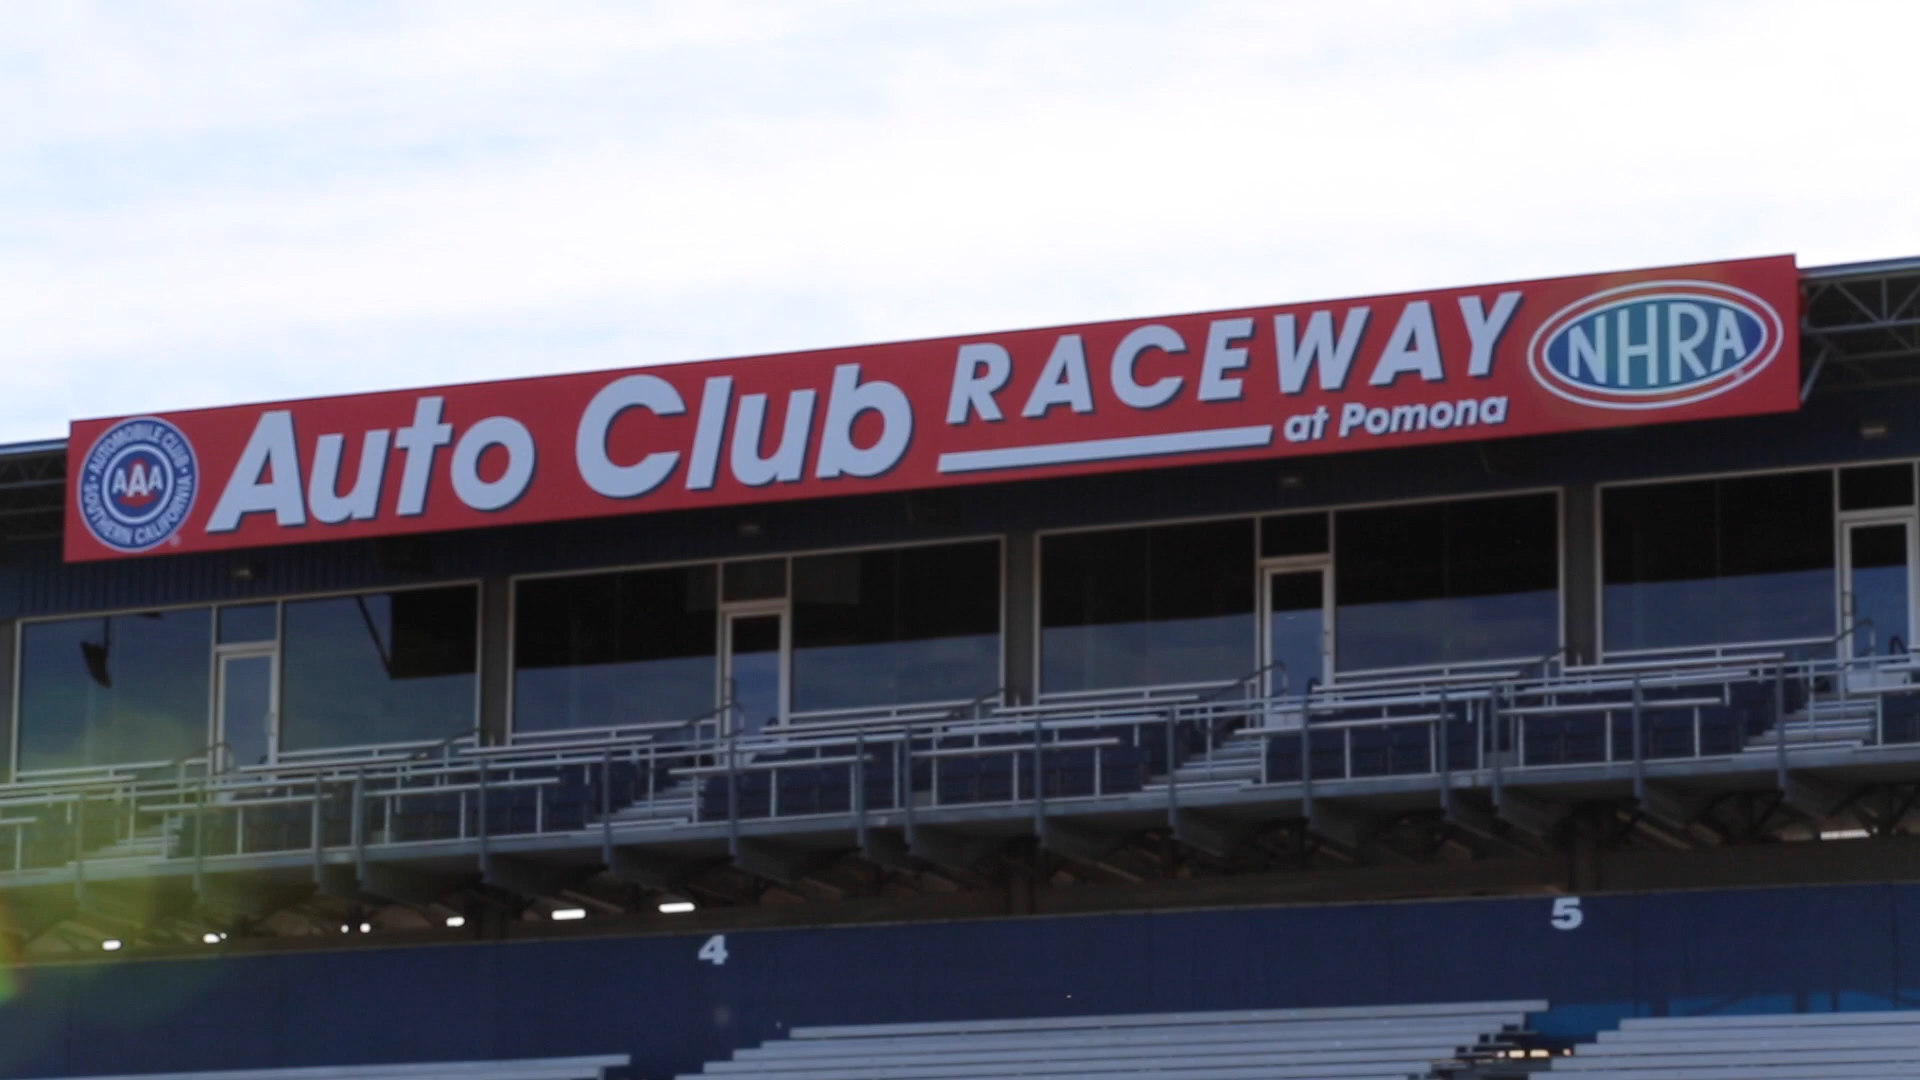 AUTOMOBILE CLUB
AAA
SOUTHERN CALIFORNIA
Auto Club RACEWAY
at Pomona
NHRA
4
5